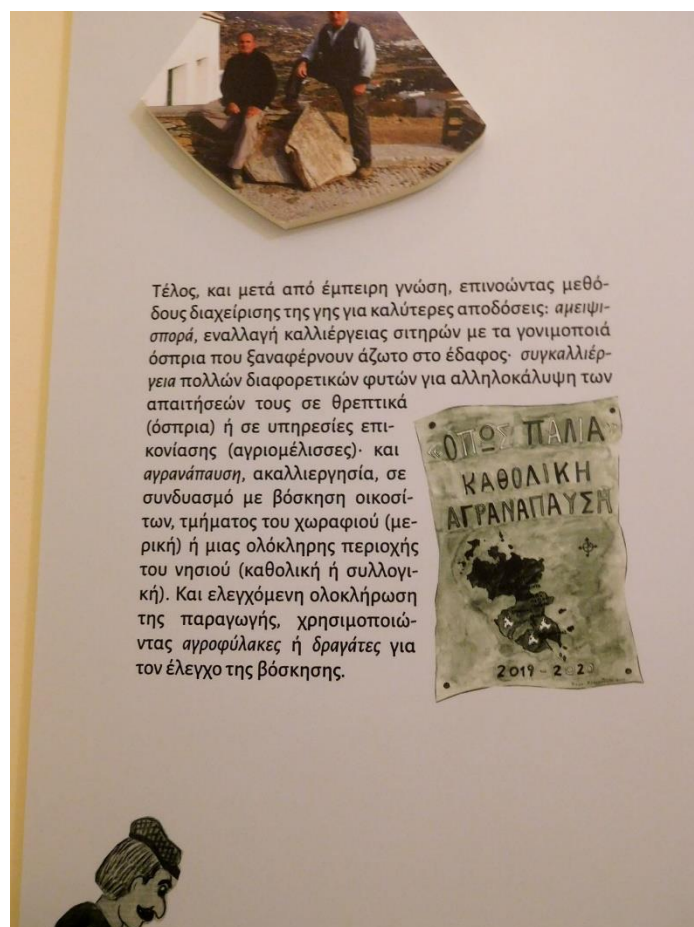 Τέλος, και μετά από έμπειρη γνώση, επινοώντας μεθό-
δους διαχείρισης της γης για καλύτερες αποδόσεις: αμειψι-
σπορά, εναλλαγή καλλιέργειας σιτηρών με τα γονιμοποιά
όσπρια που ξαναφέρνουν άζωτο στο έδαφος· συγκαλλιέρ-
γεια πολλών διαφορετικών φυτών για αλληλοκάλυψη των
απαιτήσεών τους σε θρεπτικά
(όσπρια) ή σε υπηρεσίες επι-
κονίασης (αγριομέλισσες)· και
αγρανάπαυση, ακαλλιεργησία, σε
συνδυασμό με βόσκηση οικοσί-
των, τμήματος του χωραφιού (με-
ρική) ή μιας ολόκληρης περιοχής
του νησιού (καθολική ή συλλογι-
κή). Και ελεγχόμενη ολοκλήρωση
της παραγωγής, χρησιμοποιώ-
ντας αγροφύλακες ή δραγάτες για
τον έλεγχο της βόσκησης.
«ΟΠΩΣ ΠΑΛΙΑ»
ΚΑΘΟΛΙΚΗ
ΑΓΡΑΝΑΠΑΥΣΗ
2019 - 2020